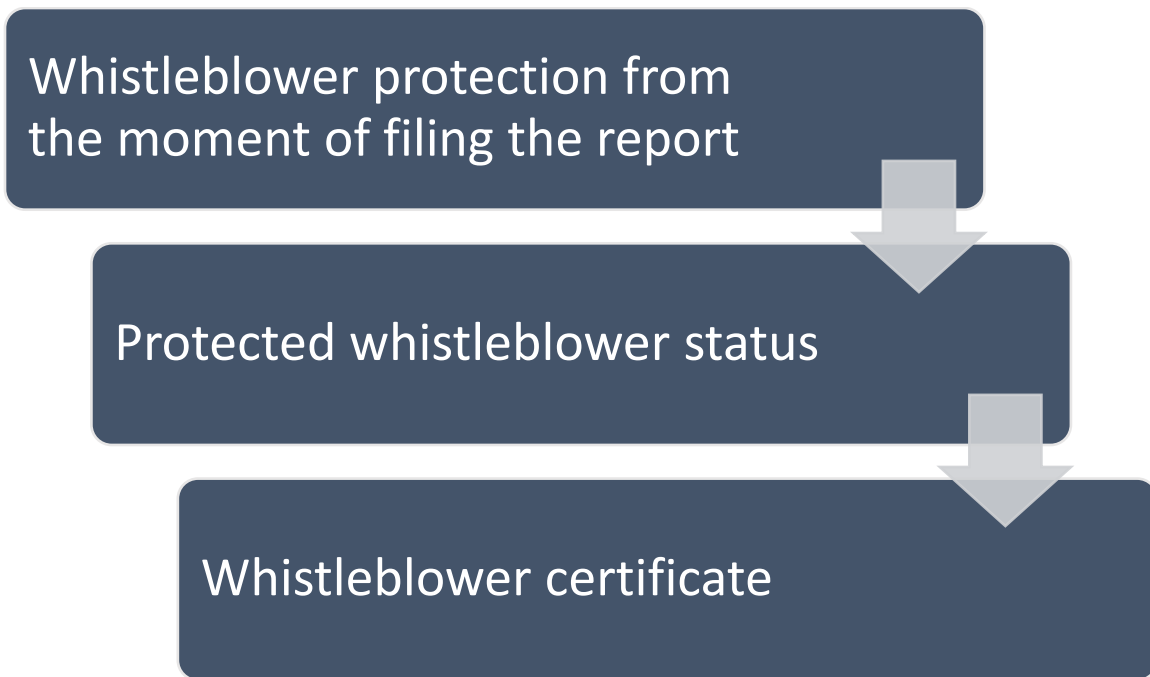 Whistleblower protection from
the moment of filing the report
Protected whistleblower status
Whistleblower certificate